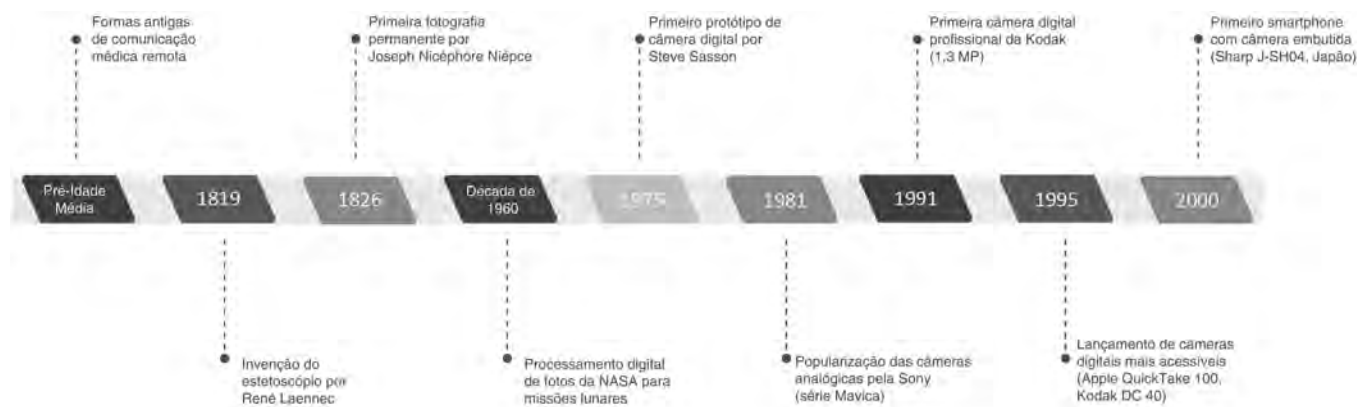 Formas antigas
de comunicação
médica remota
Primeira fotografia
permanente por
Joseph Nicéphore Niépce
Primeiro protótipo de
câmera digital por
Steve Sasson
Primeira câmera digital
profissional da Kodak
(1,3 MP)
Primeiro smartphone
com câmera embutida
(Sharp J-SH04, Japão)
Pré-Idade
Média
1819
1826
Década de
1960
1975
1981
1991
1995
2000
Invenção do
estetoscópio por
René Laennec
Processamento digital
de fotos da NASA para
missões lunares
Popularização das câmeras
analógicas pela Sony
(série Mavica)
Lançamento de câmeras
digitais mais acessíveis
(Apple QuickTake 100,
Kodak DC 40)